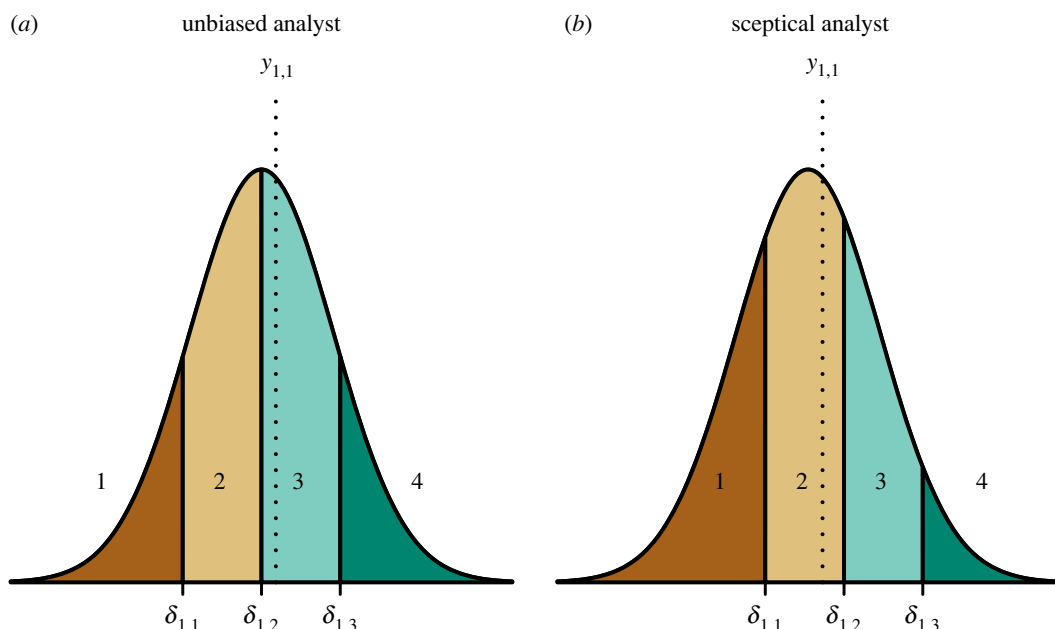 (a) unbiased analyst
y1,1
1 2 3 4
δ1,1 δ1,2 δ1,3
(b) sceptical analyst
y1,1
1 2 3 4
δ1,1 δ1,2 δ1,3